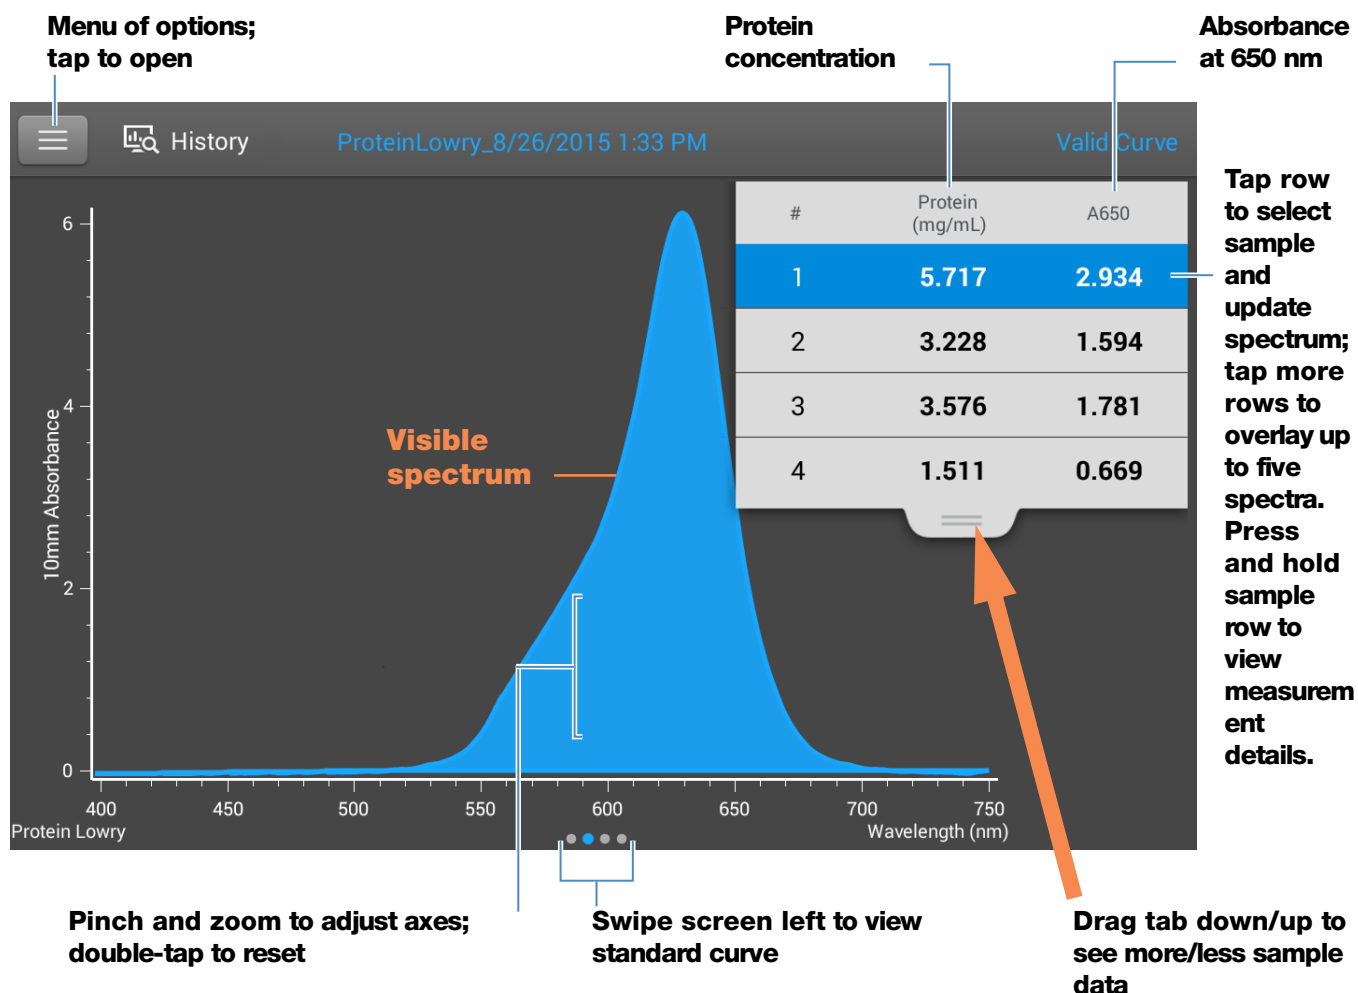 Menu of options;
tap to open
Protein
concentration
Absorbance
at 650 nm
History
ProteinLowry_8/26/2015 1:33 PM
Valid Curve
# Protein (mg/mL) A650
1 5.717 2.934
2 3.228 1.594
3 3.576 1.781
4 1.511 0.669
Tap row
to select
sample
and
update
spectrum;
tap more
rows to
overlay up
to five
spectra.
Press
and hold
sample
row to
view
measurem
ent
details.
6
4
2
0
10mm Absorbance
Visible
spectrum
400 450 500 550 600 650 700 750
Protein Lowry
Wavelength (nm)
Pinch and zoom to adjust axes;
double-tap to reset
Swipe screen left to view
standard curve
Drag tab down/up to
see more/less sample
data